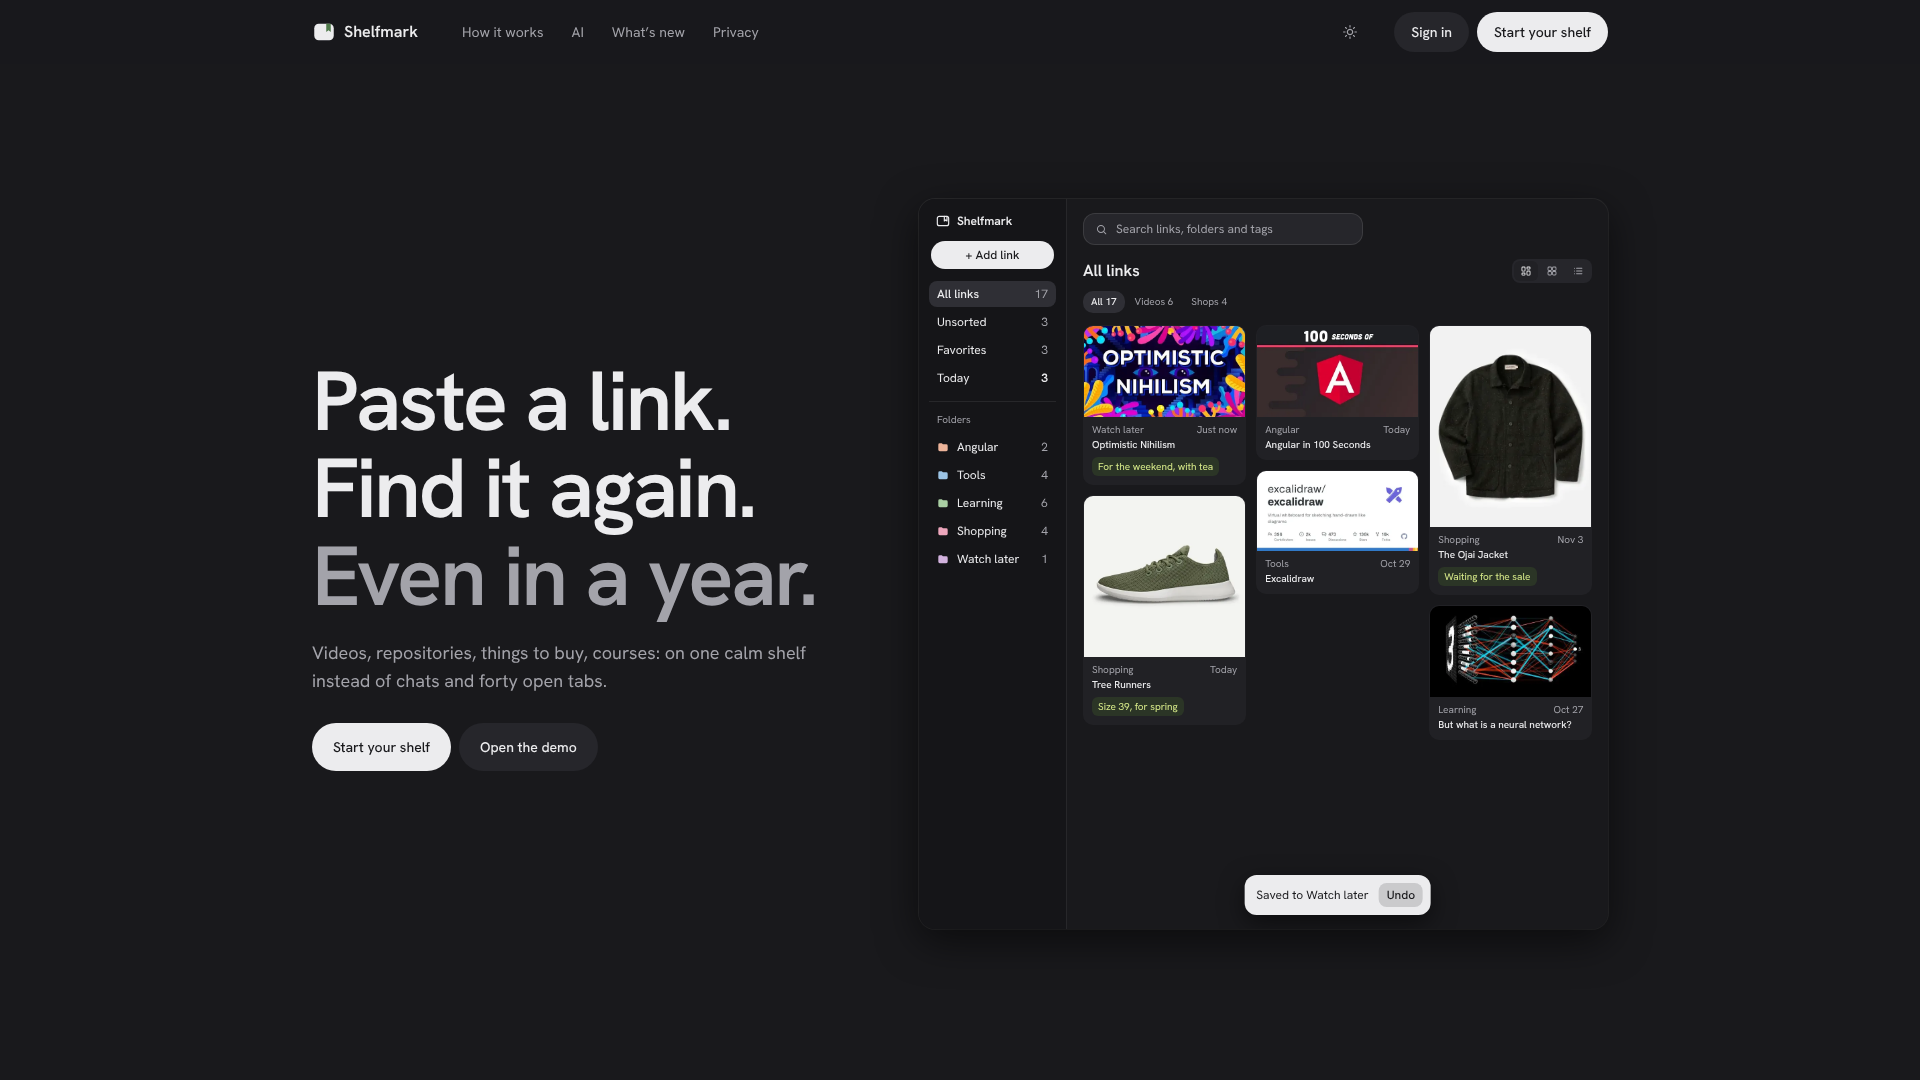 Shelfmark
How it works
AI
What’s new
Privacy
Sign in
Start your shelf
Paste a link.
Find it again.
Even in a year.
Videos, repositories, things to buy, courses: on one calm shelf
instead of chats and forty open tabs.
Start your shelf
Open the demo
Shelfmark
+ Add link
All links 17
Unsorted 3
Favorites 3
Today 3
Folders
Angular 2
Tools 4
Learning 6
Shopping 4
Watch later 1
Search links, folders and tags
All links
All 17 Videos 6 Shops 4
OPTIMISTIC
NIHILISM
Watch later Just now
Optimistic Nihilism
For the weekend, with tea
Shopping Today
Tree Runners
Size 39, for spring
100 SECONDS OF
Angular Today
Angular in 100 Seconds
excalidraw/
excalidraw
Tools Oct 29
Excalidraw
Shopping Nov 3
The Ojai Jacket
Waiting for the sale
3
Learning Oct 27
But what is a neural network?
Saved to Watch later Undo